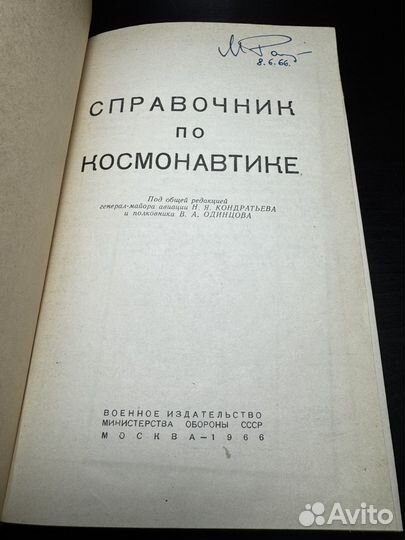 8.6.66.
СПРАВОЧНИК
ПО
КОСМОНАВТИКЕ
Под общей редакцией
генерал-майора авиации Н. Я. КОНДРАТЬЕВА
и полковника В. А. ОДИНЦОВА
ВОЕННОЕ ИЗДАТЕЛЬСТВО
МИНИСТЕРСТВА ОБОРОНЫ СССР
МОСКВА—1966
Avito